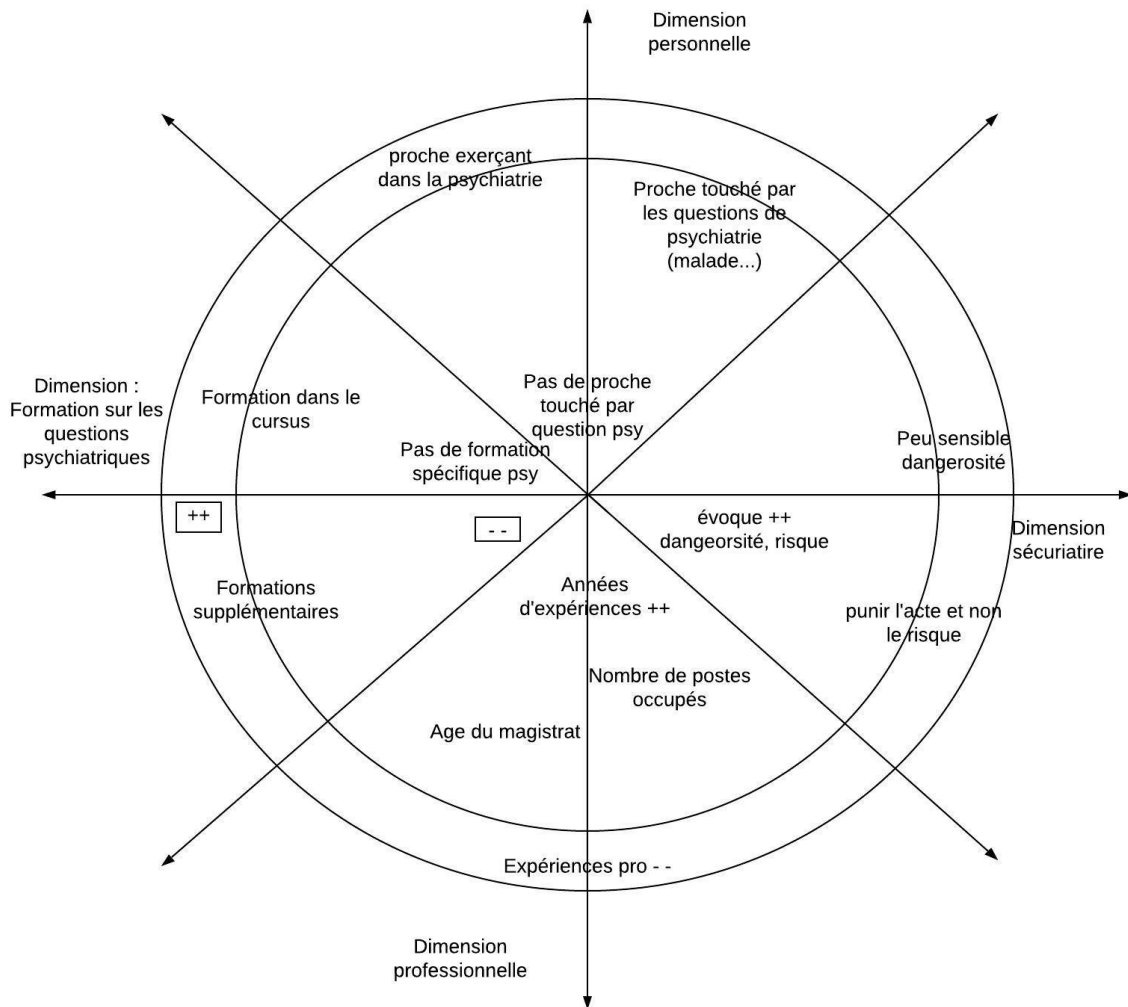 Dimension
personnelle
proche exerçant
dans la psychiatrie
Proche touché par
les questions de
psychiatrie
(malade...)
Dimension :
Formation sur les
questions
psychiatriques
Formation dans le
cursus
Pas de proche
touché par
question psy
Pas de formation
spécifique psy
Peu sensible
dangerosité
++
- -
évoque ++
dangeorsité, risque
Dimension
sécuriatire
Formations
supplémentaires
Années
d'expériences ++
punir l'acte et non
le risque
Nombre de postes
occupés
Age du magistrat
Expériences pro - -
Dimension
professionnelle